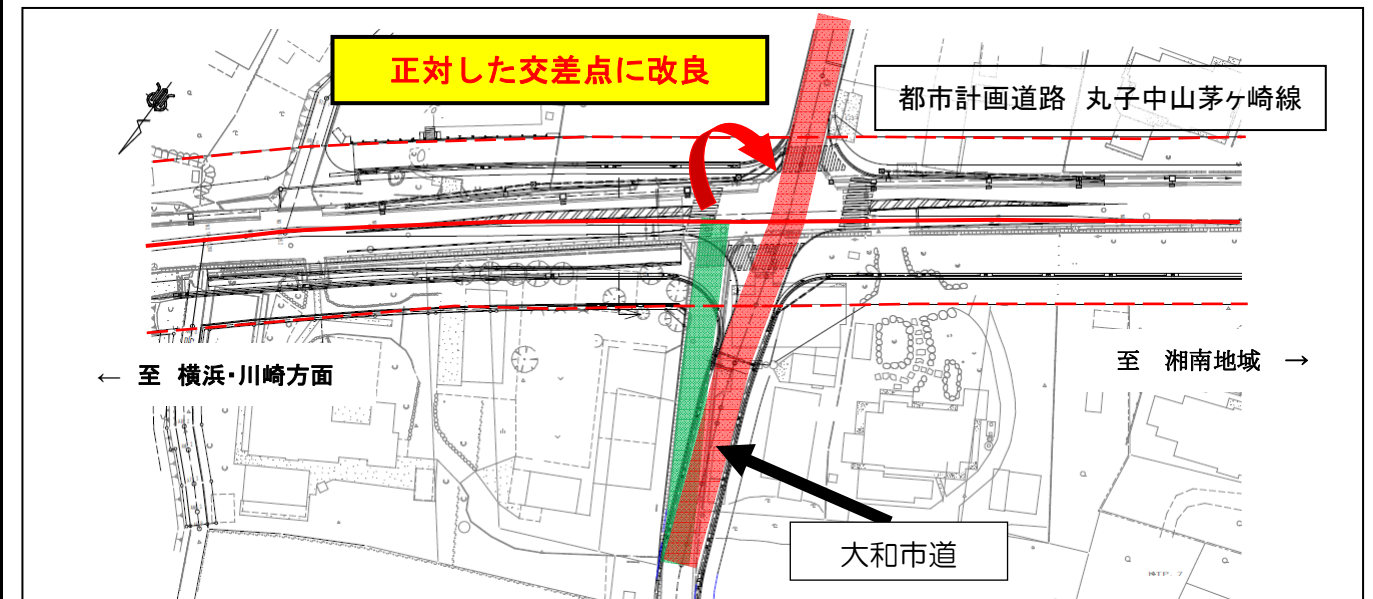 正対した交差点に改良
都市計画道路 丸子中山茅ヶ崎線
← 至 横浜・川崎方面
至 湘南地域 →
大和市道